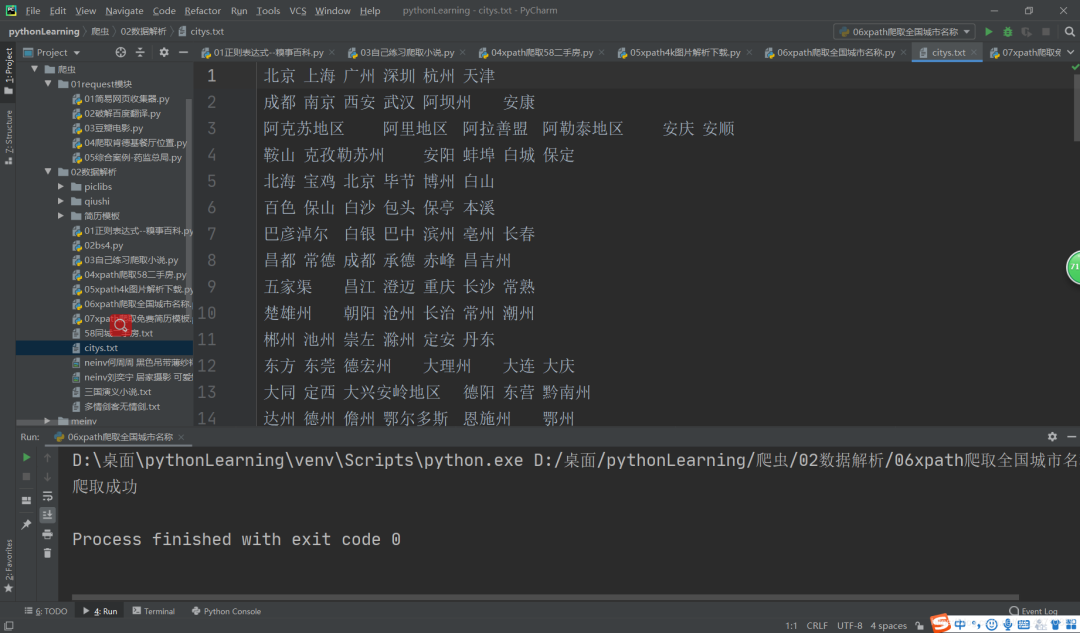 File Edit View Navigate Code Refactor Run Tools VCS Window Help pythonLearning - citys.txt - PyCharm
pythonLearning 爬虫 02数据解析 citys.txt 06xpath爬取全国城市名称
Project 01正则表达式--糗事百科.py 03自己练习爬取小说.py 04xpath爬取58二手房.py 05xpath4k图片解析下载.py 06xpath爬取全国城市名称.py citys.txt 07xpath爬取免
1: Project
Z: Structure
2: Favorites
爬虫
01request模块
01简易网页收集器.py
02破解百度翻译.py
03豆瓣电影.py
04爬取肯德基餐厅位置.py
05综合案例-药监总局.py
02数据解析
piclibs
qiushi
简历模板
01正则表达式--糗事百科.py
02bs4.py
03自己练习爬取小说.py
04xpath爬取58二手房.py
05xpath4k图片解析下载.py
06xpath爬取全国城市名称.
07xpath 取免费简历模板.
58同城 手房.txt
citys.txt
neinv何嘉 黑色吊带薄纱
neinv刘奕宁 居家摄影 可爱
三国演义小说.txt
多情剑客无情剑.txt
meinv
1 北京 上海 广州 深圳 杭州 天津
2 成都 南京 西安 武汉 阿坝州 安康
3 阿克苏地区 阿里地区 阿拉善盟 阿勒泰地区 安庆 安顺
4 鞍山 克孜勒苏州 安阳 蚌埠 白城 保定
5 北海 宝鸡 北京 毕节 博州 白山
6 百色 保山 白沙 包头 保亭 本溪
7 巴彦淖尔 白银 巴中 滨州 亳州 长春
8 昌都 常德 成都 承德 赤峰 昌吉州
9 五家渠 昌江 澄迈 重庆 长沙 常熟
10 楚雄州 朝阳 沧州 长治 常州 潮州
11 郴州 池州 崇左 滁州 定安 丹东
12 东方 东莞 德宏州 大理州 大连 大庆
13 大同 定西 大兴安岭地区 德阳 东营 黔南州
14 达州 德州 儋州 鄂尔多斯 恩施州 鄂州
71
Run: 06xpath爬取全国城市名称
D:\桌面\pythonLearning\venv\Scripts\python.exe D:/桌面/pythonLearning/爬虫/02数据解析/06xpath爬取全国城市名
爬取成功
Process finished with exit code 0
6: TODO 4: Run Terminal Python Console Event Log
1:1 CRLF UTF-8 4 spaces 中